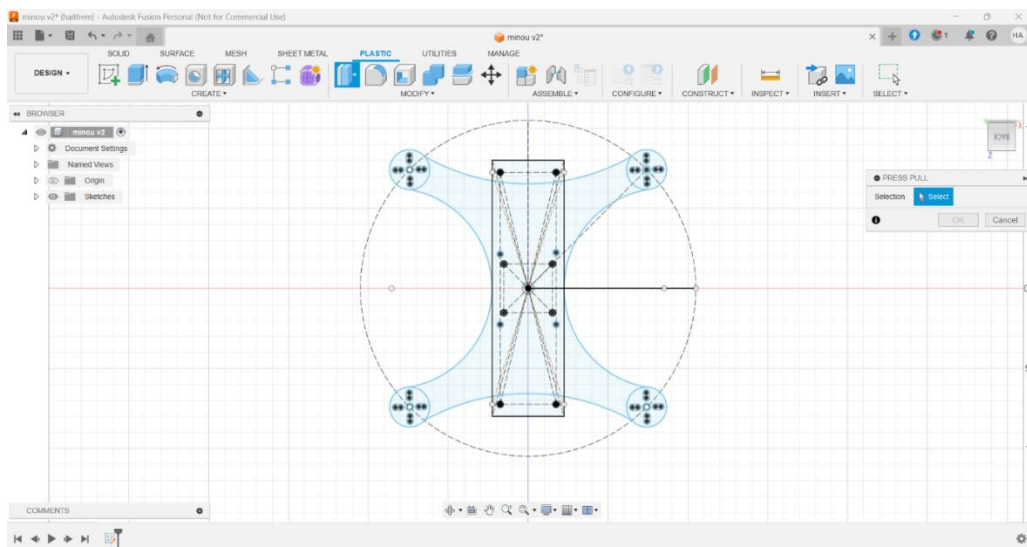 minou v2* (haithem) - Autodesk Fusion Personal (Not for Commercial Use)
minou v2*
1
HA
SOLID SURFACE MESH SHEET METAL PLASTIC UTILITIES MANAGE
DESIGN
CREATE MODIFY ASSEMBLE CONFIGURE CONSTRUCT INSPECT INSERT SELECT
BROWSER
minou v2
Document Settings
Named Views
Origin
Sketches
BACK
X
Z
PRESS PULL
Selection Select
OK Cancel
COMMENTS